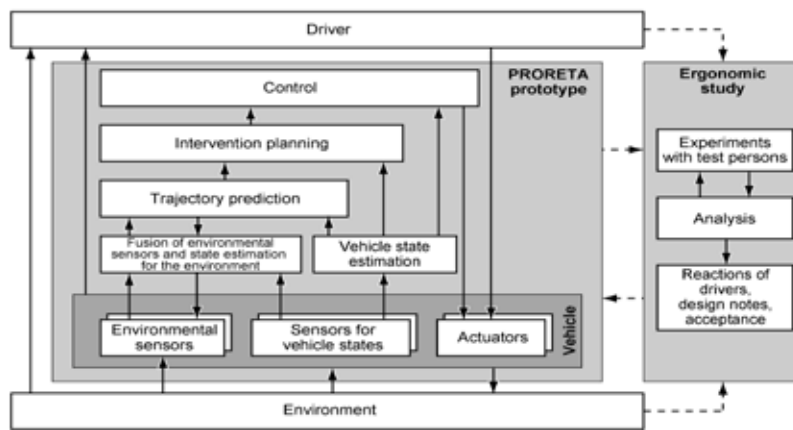 Driver
PRORETA
prototype
Ergonomic
study
Control
Intervention planning
Experiments
with test persons
Trajectory prediction
Analysis
Fusion of environmental
sensors and state estimation
for the environment
Vehicle state
estimation
Reactions of
drivers,
design notes,
acceptance
Environmental
sensors
Sensors for
vehicle states
Actuators
Vehicle
Environment